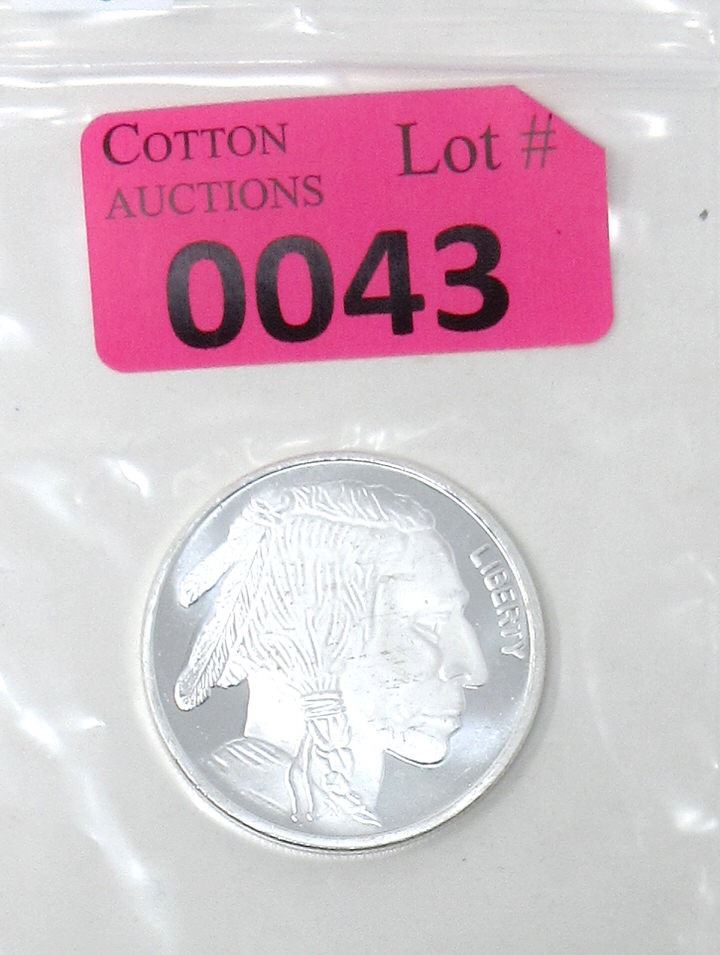 COTTON
AUCTIONS
Lot #
0043
LIBERTY